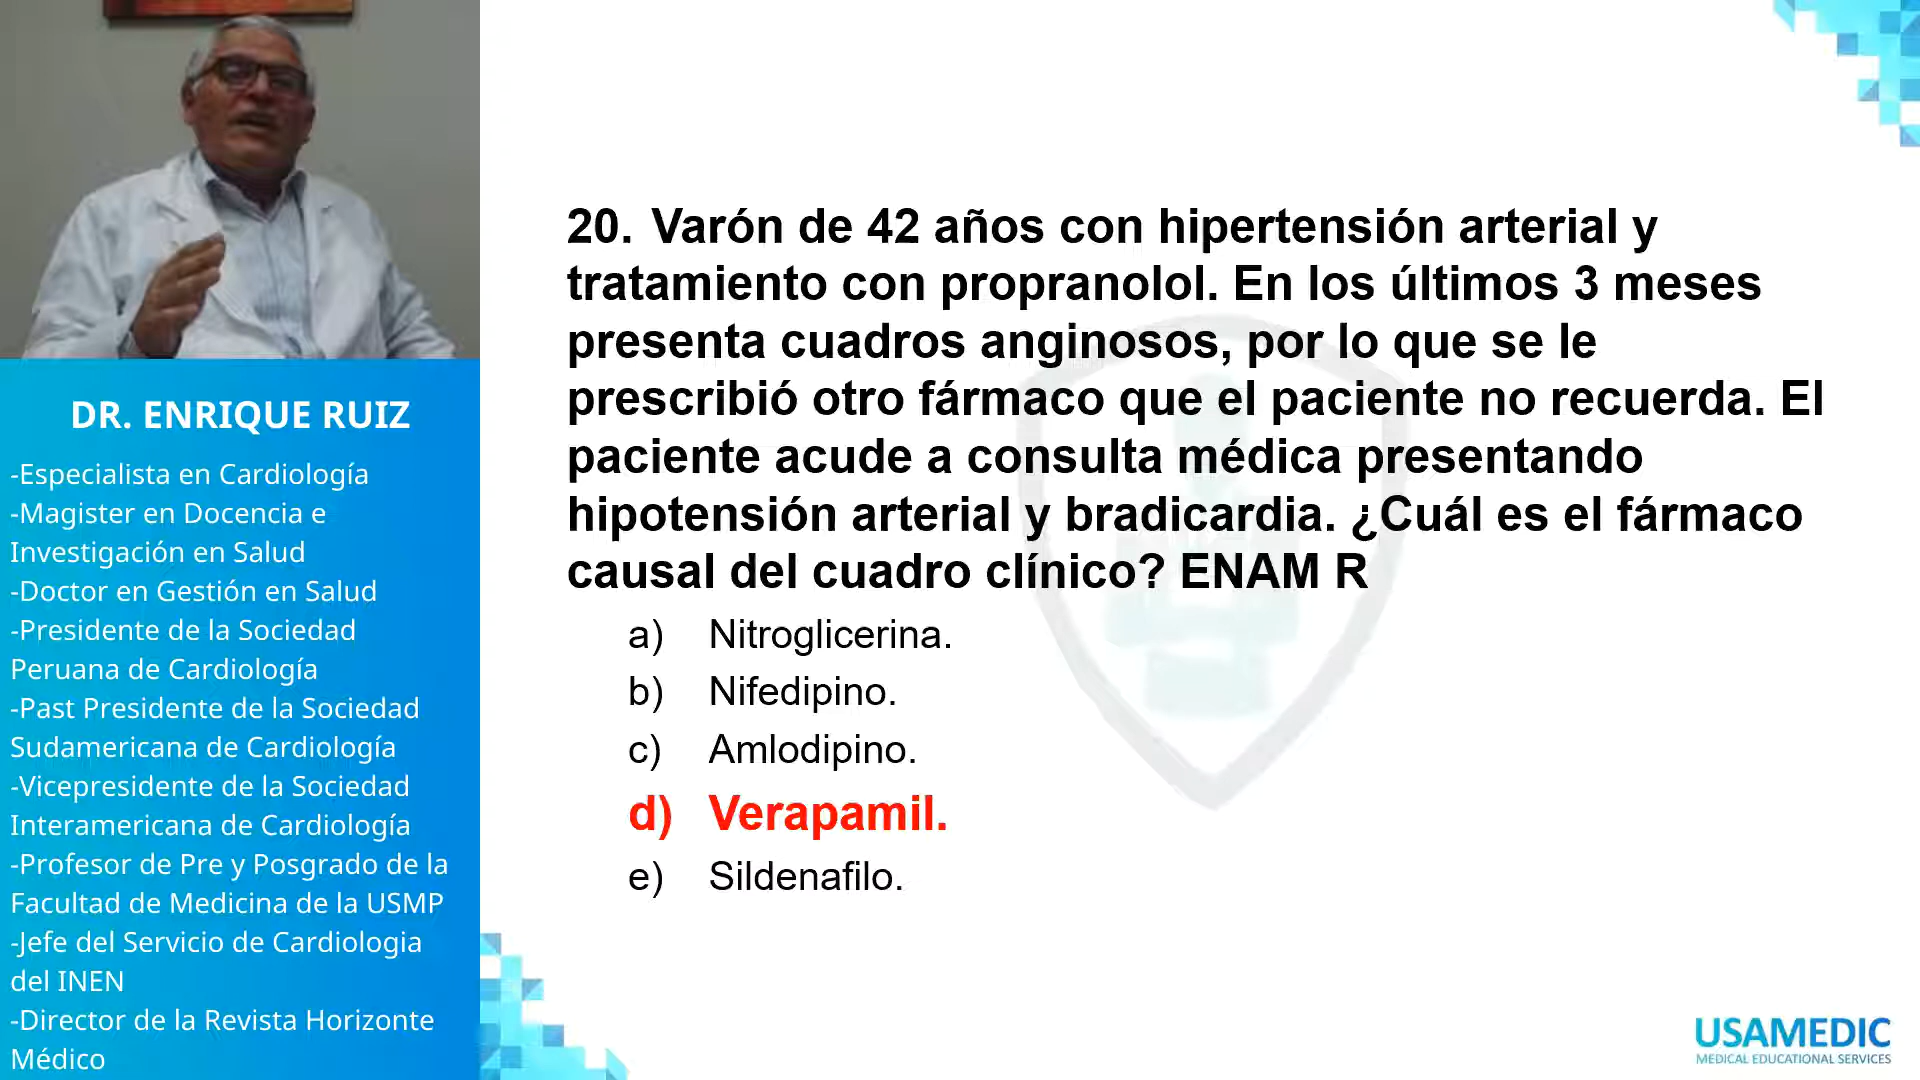 DR. ENRIQUE RUIZ
-Especialista en Cardiología
-Magister en Docencia e
Investigación en Salud
-Doctor en Gestión en Salud
-Presidente de la Sociedad
Peruana de Cardiología
-Past Presidente de la Sociedad
Sudamericana de Cardiología
-Vicepresidente de la Sociedad
Interamericana de Cardiología
-Profesor de Pre y Posgrado de la
Facultad de Medicina de la USMP
-Jefe del Servicio de Cardiologia
del INEN
-Director de la Revista Horizonte
Médico
20. Varón de 42 años con hipertensión arterial y
tratamiento con propranolol. En los últimos 3 meses
presenta cuadros anginosos, por lo que se le
prescribió otro fármaco que el paciente no recuerda. El
paciente acude a consulta médica presentando
hipotensión arterial y bradicardia. ¿Cuál es el fármaco
causal del cuadro clínico? ENAM R
a) Nitroglicerina.
b) Nifedipino.
c) Amlodipino.
d) Verapamil.
e) Sildenafilo.
USAMEDIC
MEDICAL EDUCATIONAL SERVICES